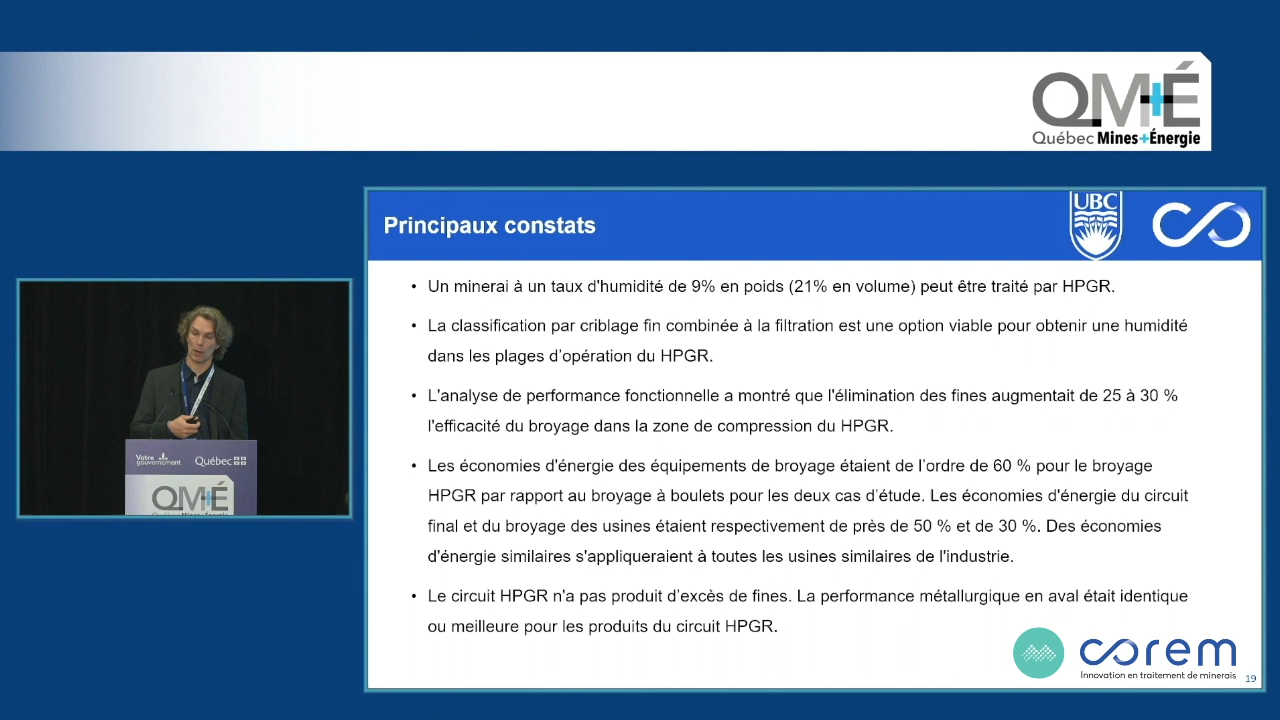 QM+É
Québec Mines+Énergie
Principaux constats
UBC
• Un minerai à un taux d'humidité de 9% en poids (21% en volume) peut être traité par HPGR.
• La classification par criblage fin combinée à la filtration est une option viable pour obtenir une humidité
dans les plages d'opération du HPGR.
• L'analyse de performance fonctionnelle a montré que l'élimination des fines augmentait de 25 à 30 %
l'efficacité du broyage dans la zone de compression du HPGR.
• Les économies d'énergie des équipements de broyage étaient de l'ordre de 60 % pour le broyage
HPGR par rapport au broyage à boulets pour les deux cas d'étude. Les économies d'énergie du circuit
final et du broyage des usines étaient respectivement de près de 50 % et de 30 %. Des économies
d'énergie similaires s'appliqueraient à toutes les usines similaires de l'industrie.
• Le circuit HPGR n'a pas produit d'excès de fines. La performance métallurgique en aval était identique
ou meilleure pour les produits du circuit HPGR.
corem
Innovation en traitement de minerais
19
Votre
gouvernement
Québec
QM+É
Québec Mines+Énergie